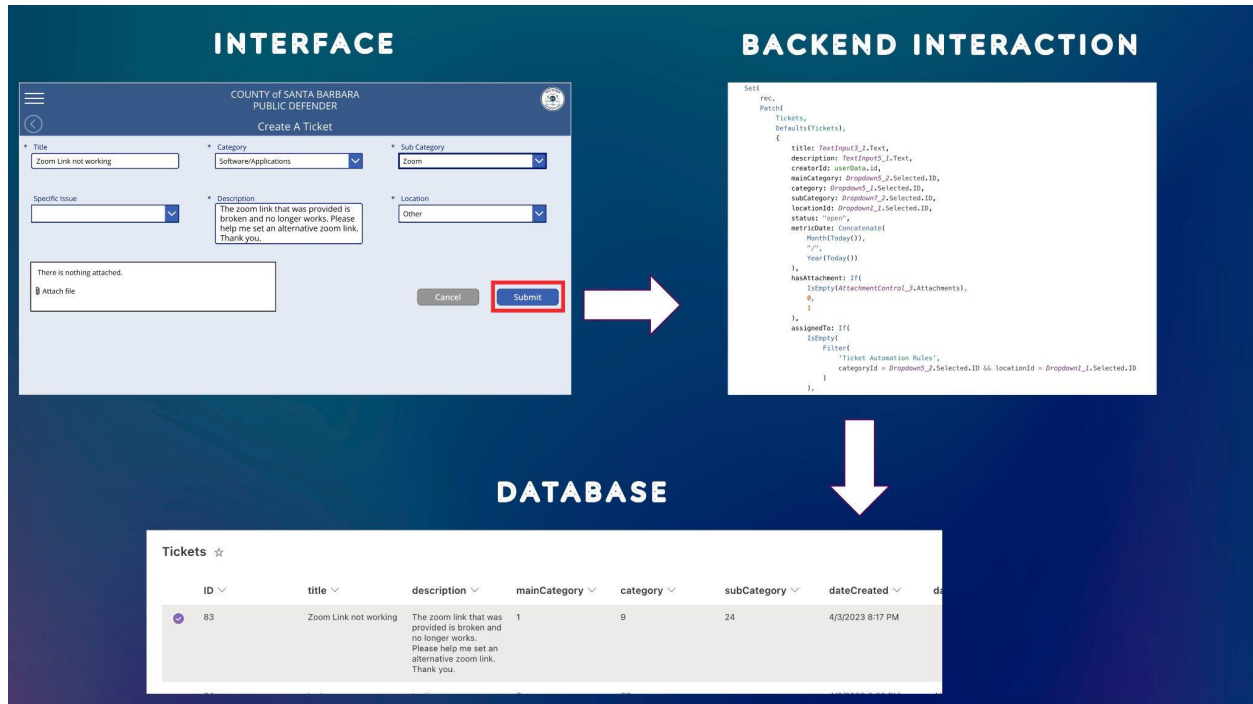 INTERFACE
BACKEND INTERACTION
COUNTY of SANTA BARBARA
PUBLIC DEFENDER
Create A Ticket
* Title
* Category
* Sub Category
Zoom Link not working
Software/Applications
Zoom
Specific Issue
* Description
* Location
The zoom link that was provided is
broken and no longer works. Please
help me set an alternative zoom link.
Thank you.
Other
There is nothing attached.
Attach file
Cancel
Submit
Set(
rec,
Patch(
Tickets,
Defaults(Tickets),
{
title: TextInput3_1.Text,
description: TextInput5_1.Text,
creatorId: userData.id,
mainCategory: Dropdown5_2.Selected.ID,
category: Dropdown5_1.Selected.ID,
subCategory: Dropdown7_2.Selected.ID,
locationId: Dropdown1_1.Selected.ID,
status: "open",
metricDate: Concatenate(
Month(Today()),
"/",
Year(Today())
),
hasAttachment: If(
IsEmpty(AttachmentControl_3.Attachments),
0,
1
),
assignedTo: If(
IsEmpty(
Filter(
'Ticket Automation Rules',
categoryId = Dropdown5_2.Selected.ID && locationId = Dropdown1_1.Selected.ID
)
),
DATABASE
Tickets
ID title description mainCategory category subCategory dateCreated
83 Zoom Link not working The zoom link that was 1 9 24 4/3/2023 8:17 PM
provided is broken and
no longer works.
Please help me set an
alternative zoom link.
Thank you.